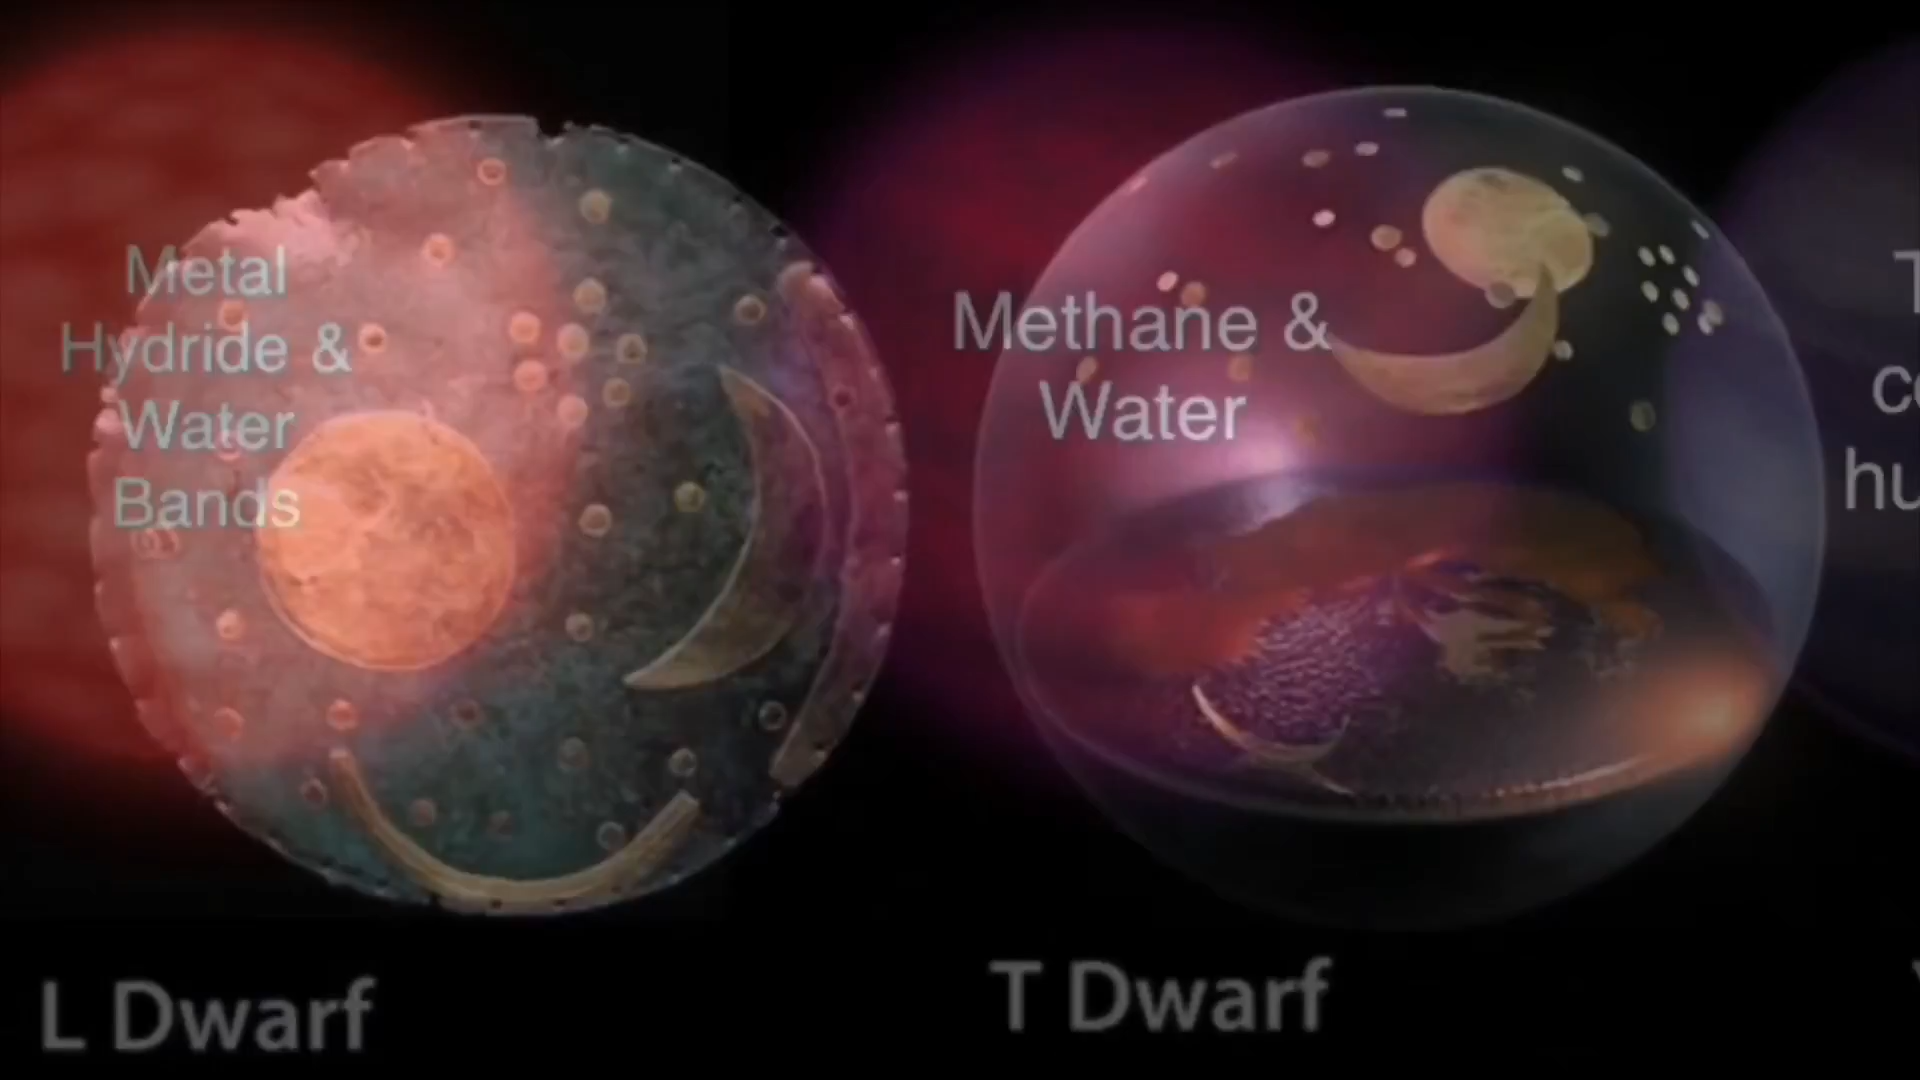 Metal
Hydride &
Water
Bands
L Dwarf
Methane &
Water
T Dwarf